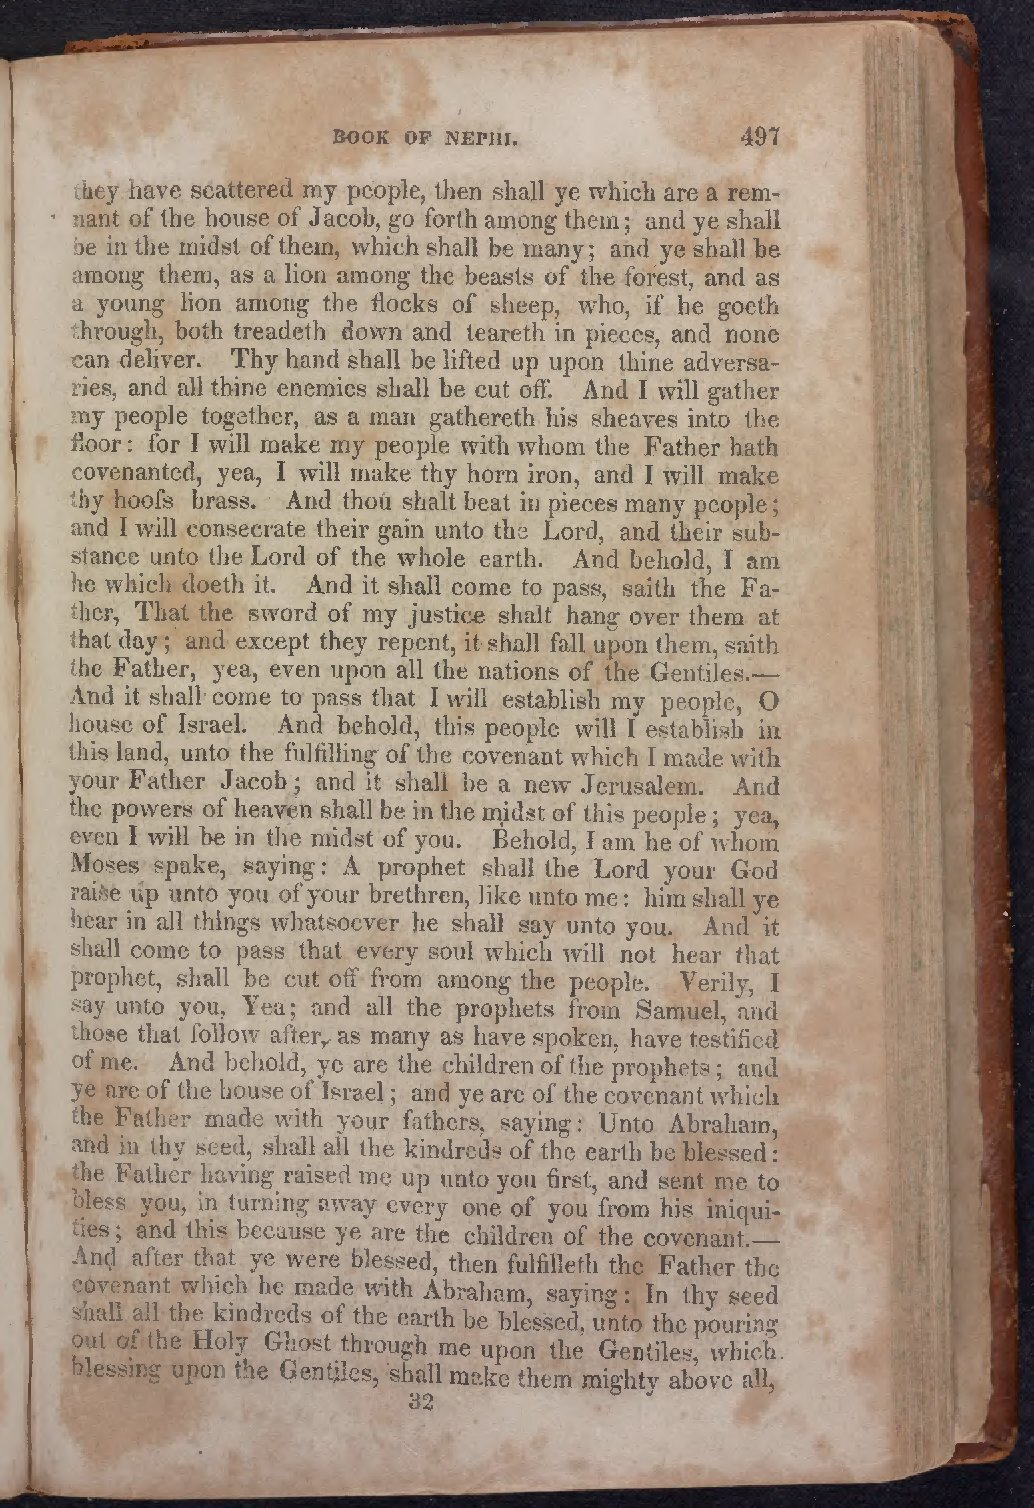 BOOK OF NEPHI. 497
they have scattered my people, then shall ye which are a rem-
nant of the house of Jacob, go forth among them; and ye shall
be in the midst of them, which shall be many; and ye shall be
among them, as a lion among the beasts of the forest, and as
a young lion among the flocks of sheep, who, if he goeth
through, both treadeth down and teareth in pieces, and none
can deliver. Thy hand shall be lifted up upon thine adversa-
ries, and all thine enemies shall be cut off. And I will gather
my people together, as a man gathereth his sheaves into the
floor: for I will make my people with whom the Father hath
covenanted, yea, I will make thy horn iron, and I will make
thy hoofs brass. And thou shalt beat in pieces many people;
and I will consecrate their gain unto the Lord, and their sub-
stance unto the Lord of the whole earth. And behold, I am
he which doeth it. And it shall come to pass, saith the Fa-
ther, That the sword of my justice shalt hang over them at
that day; and except they repent, it shall fall upon them, saith
the Father, yea, even upon all the nations of the Gentiles.—
And it shall come to pass that I will establish my people, O
house of Israel. And behold, this people will I establish in
this land, unto the fulfilling of the covenant which I made with
your Father Jacob; and it shall be a new Jerusalem. And
the powers of heaven shall be in the midst of this people; yea,
even I will be in the midst of you. Behold, I am he of whom
Moses spake, saying: A prophet shall the Lord your God
raise up unto you of your brethren, like unto me: him shall ye
hear in all things whatsoever he shall say unto you. And it
shall come to pass that every soul which will not hear that
prophet, shall be cut off from among the people. Verily, I
say unto you, Yea; and all the prophets from Samuel, and
those that follow after, as many as have spoken, have testified
of me. And behold, ye are the children of the prophets; and
ye are of the house of Israel; and ye are of the covenant which
the Father made with your fathers, saying: Unto Abraham,
and in thy seed, shall all the kindreds of the earth be blessed:
the Father having raised me up unto you first, and sent me to
bless you, in turning away every one of you from his iniqui-
ties; and this because ye are the children of the covenant.—
And after that ye were blessed, then fulfilleth the Father the
covenant which he made with Abraham, saying: In thy seed
shall all the kindreds of the earth be blessed, unto the pouring
out of the Holy Ghost through me upon the Gentiles, which
blessing upon the Gentiles, shall make them mighty above all,
32